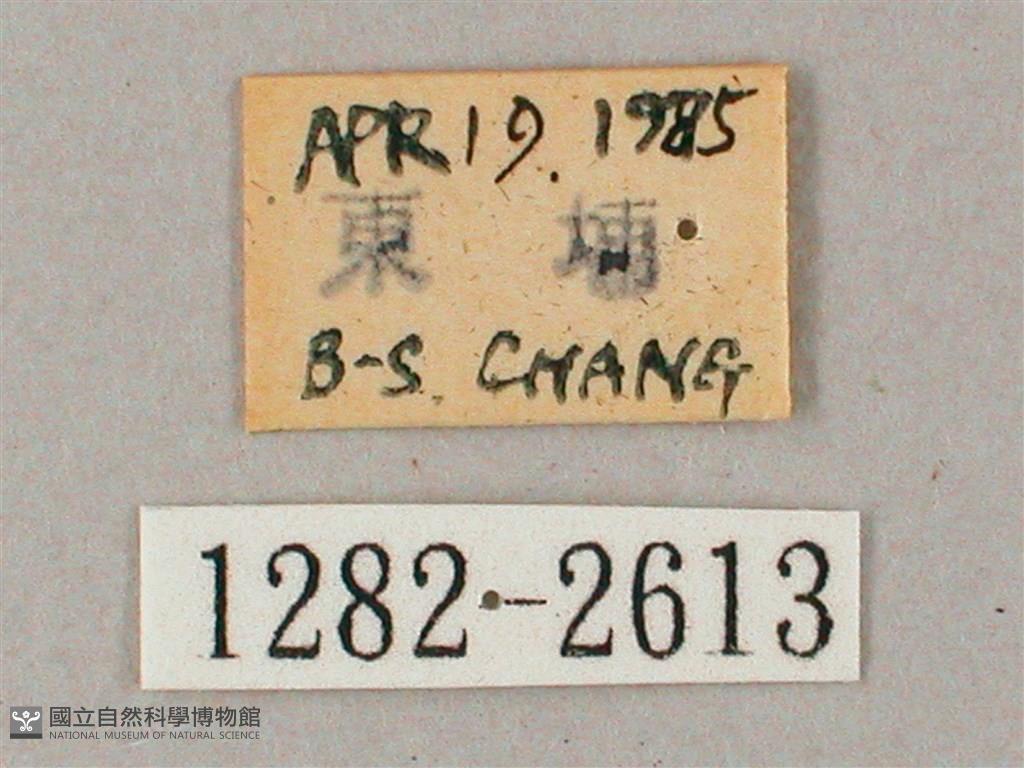 APR 19. 1985
東 埔
B-S. CHANG
1282-2613
國立自然科學博物館
NATIONAL MUSEUM OF NATURAL SCIENCE